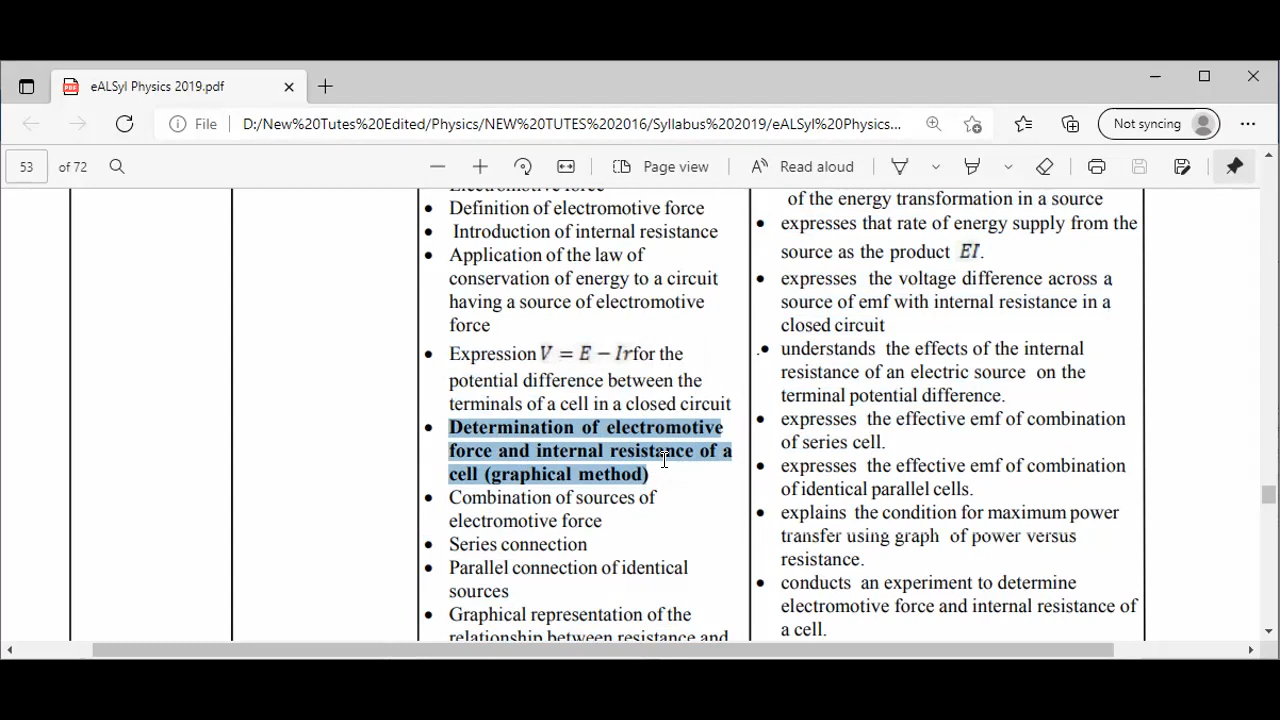 eALSyl Physics 2019.pdf
File D:/New%20Tutes%20Edited/Physics/NEW%20TUTES%202016/Syllabus%202019/eALSyl%20Physics... Not syncing
53 of 72 Page view Read aloud
Electromotive force
• Definition of electromotive force
• Introduction of internal resistance
• Application of the law of
conservation of energy to a circuit
having a source of electromotive
force
• Expression V = E − Ir for the
potential difference between the
terminals of a cell in a closed circuit
• Determination of electromotive
force and internal resistance of a
cell (graphical method)
• Combination of sources of
electromotive force
• Series connection
• Parallel connection of identical
sources
• Graphical representation of the
relationship between resistance and
of the energy transformation in a source
• expresses that rate of energy supply from the
source as the product EI.
• expresses the voltage difference across a
source of emf with internal resistance in a
closed circuit
.• understands the effects of the internal
resistance of an electric source on the
terminal potential difference.
• expresses the effective emf of combination
of series cell.
• expresses the effective emf of combination
of identical parallel cells.
• explains the condition for maximum power
transfer using graph of power versus
resistance.
• conducts an experiment to determine
electromotive force and internal resistance of
a cell.